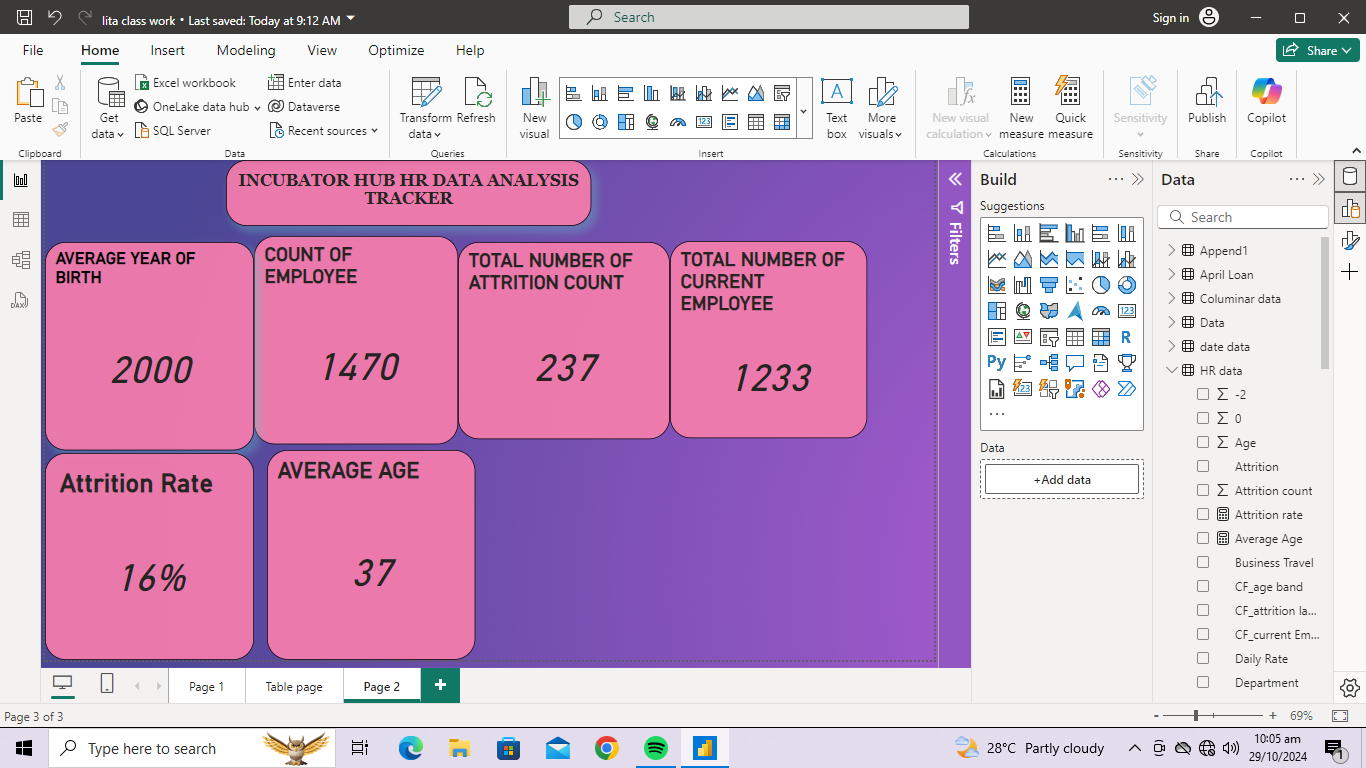 lita class work • Last saved: Today at 9:12 AM
Search
Sign in
File
Home
Insert
Modeling
View
Optimize
Help
Share
Paste
Clipboard
Get data
Excel workbook
OneLake data hub
SQL Server
Enter data
Dataverse
Recent sources
Data
Transform data
Refresh
Queries
New visual
Text box
More visuals
Insert
New visual calculation
New measure
Quick measure
Calculations
Sensitivity
Sensitivity
Publish
Share
Copilot
Copilot
INCUBATOR HUB HR DATA ANALYSIS
TRACKER
AVERAGE YEAR OF
BIRTH
2000
COUNT OF
EMPLOYEE
1470
TOTAL NUMBER OF
ATTRITION COUNT
237
TOTAL NUMBER OF
CURRENT
EMPLOYEE
1233
Attrition Rate
16%
AVERAGE AGE
37
Filters
Build
Suggestions
123
R
Py
123
Data
+Add data
Data
Search
Append1
April Loan
Columinar data
Data
date data
HR data
-2
0
Age
Attrition
Attrition count
Attrition rate
Average Age
Business Travel
CF_age band
CF_attrition la...
CF_current Em...
Daily Rate
Department
Page 1
Table page
Page 2
Page 3 of 3
- + 69%
Type here to search
28°C Partly cloudy
10:05 am
29/10/2024
1